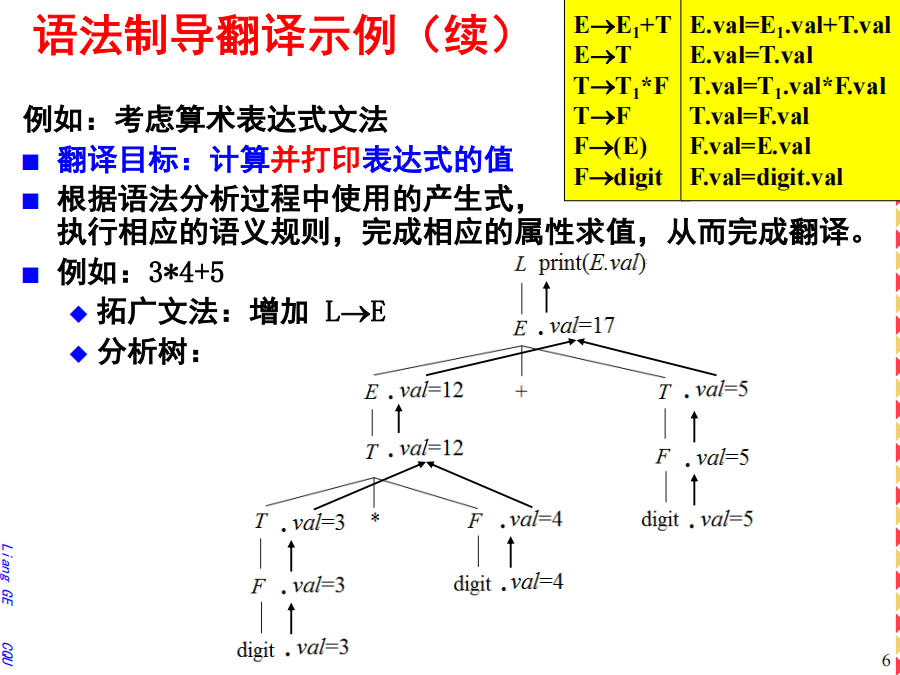 语法制导翻译示例（续）
E→E1+T E.val=E1.val+T.val
E→T E.val=T.val
T→T1*F T.val=T1.val*F.val
T→F T.val=F.val
F→(E) F.val=E.val
F→digit F.val=digit.val
例如：考虑算术表达式文法
■ 翻译目标：计算并打印表达式的值
■ 根据语法分析过程中使用的产生式，
执行相应的语义规则，完成相应的属性求值，从而完成翻译。
■ 例如：3*4+5
◆ 拓广文法：增加 L→E
◆ 分析树：
L print(E.val)
E .val=17
E .val=12 + T .val=5
T .val=12 F .val=5
T .val=3 * F .val=4 digit .val=5
F .val=3 digit .val=4
digit .val=3
Liang GE CQU
6